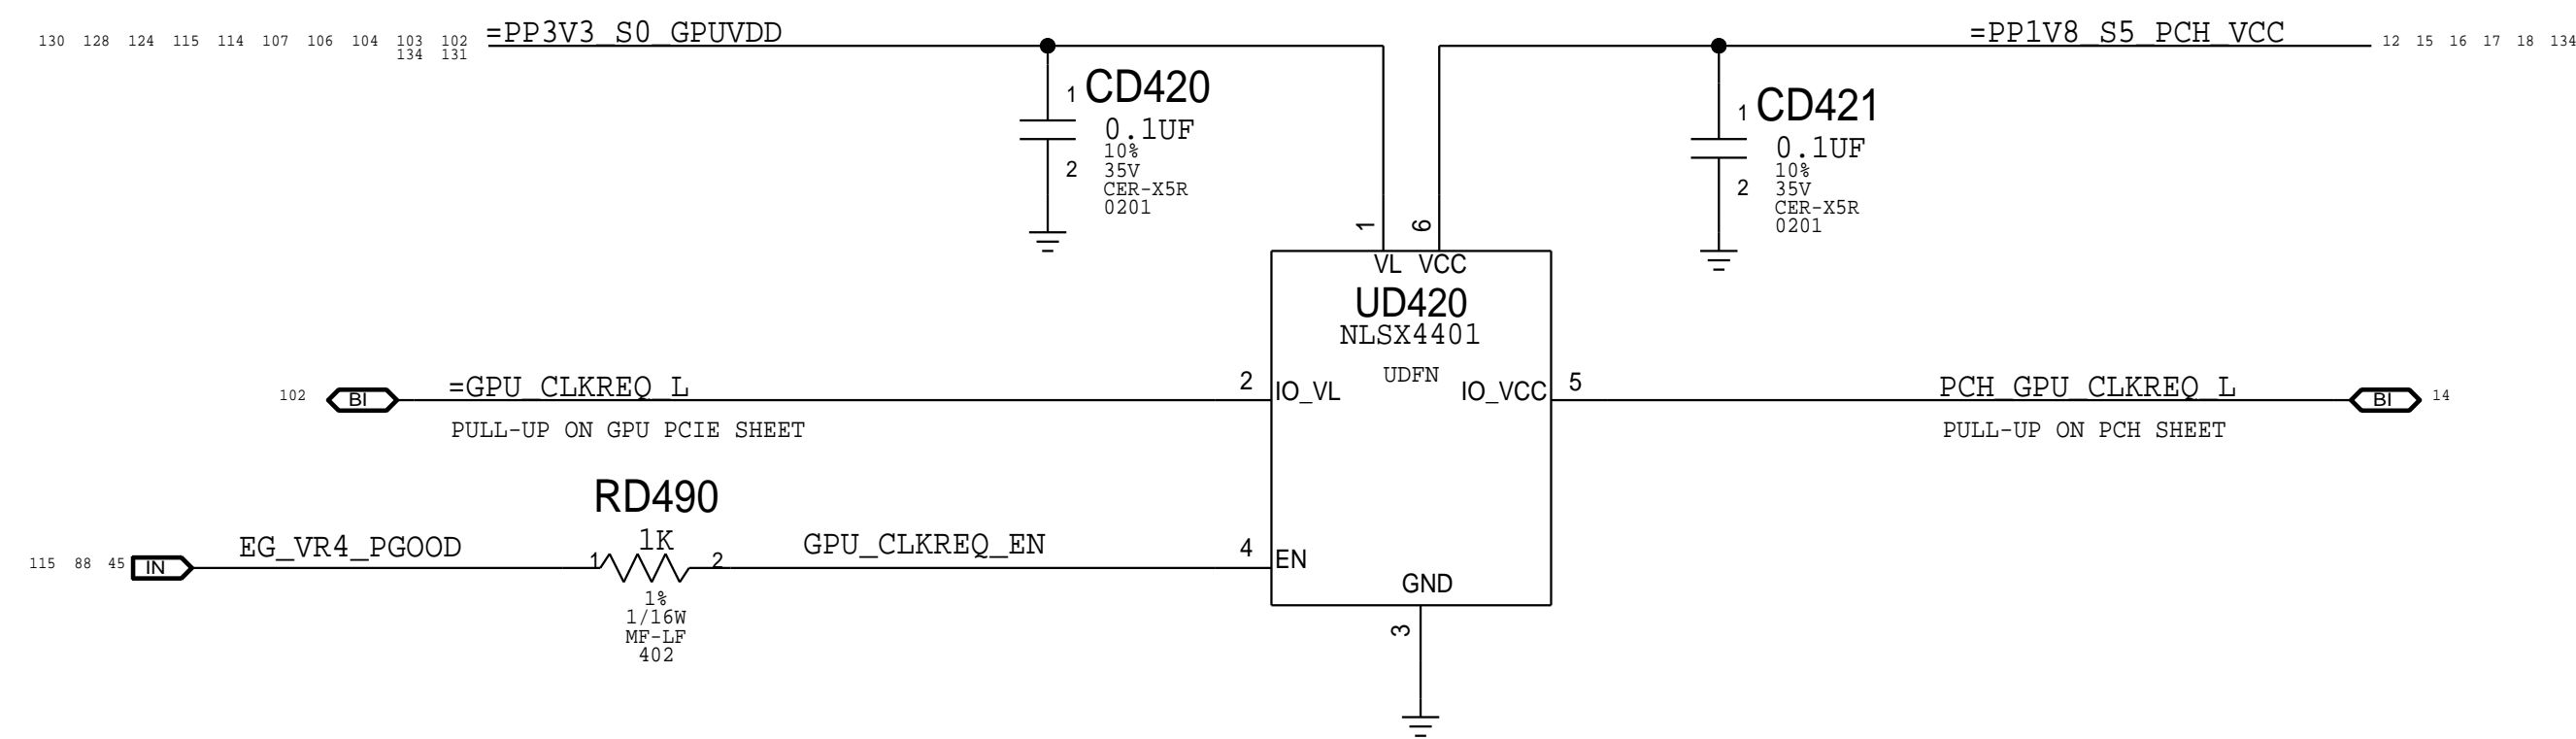 =PP3V3_S0_GPUVDD
130 128 124 115 114 107 106 104 103 102
134 131
=PP1V8_S5_PCH_VCC
12 15 16 17 18 134
1 CD420
0.1UF
10%
2 35V
CER-X5R
0201
1 CD421
0.1UF
10%
2 35V
CER-X5R
0201
1 6
VL VCC
UD420
NLSX4401
UDFN
102 BI =GPU_CLKREQ_L 2 IO_VL
IO_VCC 5 PCH_GPU_CLKREQ_L BI 14
PULL-UP ON GPU PCIE SHEET
PULL-UP ON PCH SHEET
RD490
1K
115 88 45 IN EG_VR4_PGOOD 1 2 GPU_CLKREQ_EN 4 EN
1%
1/16W
MF-LF
402
GND
3